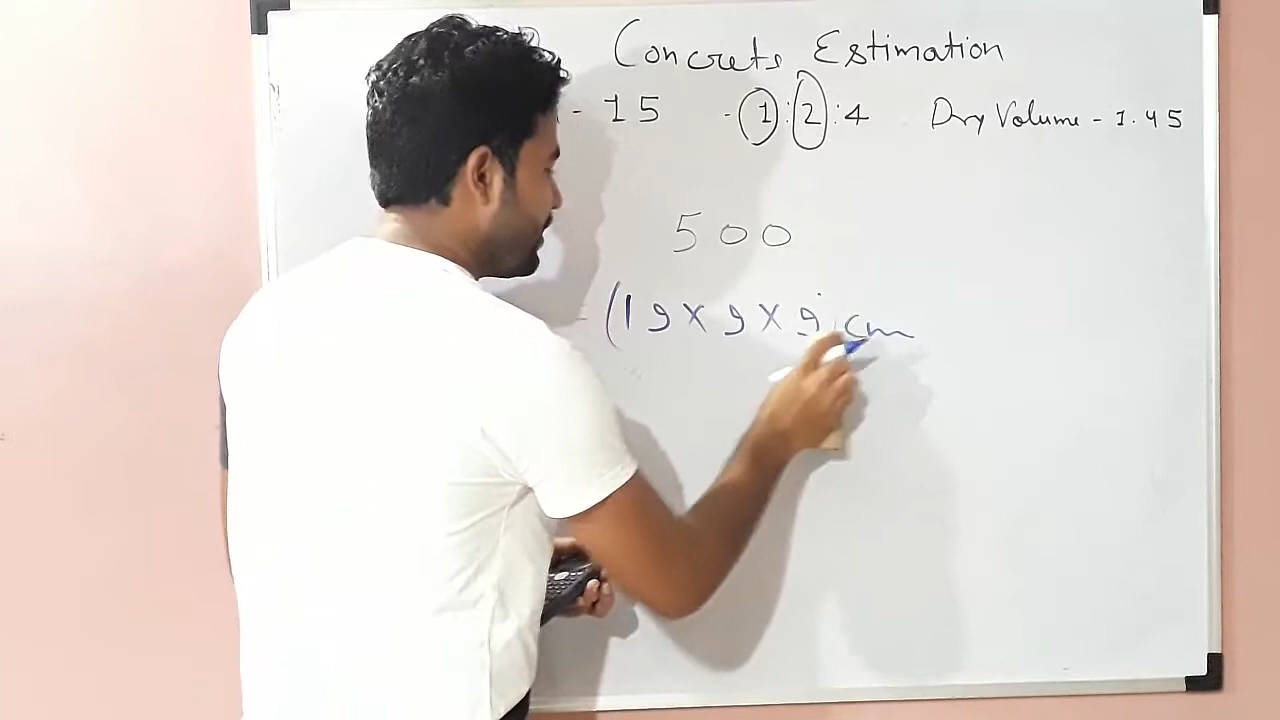 Concrete Estimation
- 15 - 1 : 2 : 4 Dry Volume - 1.45
500
(19 x 9 x 9 cm